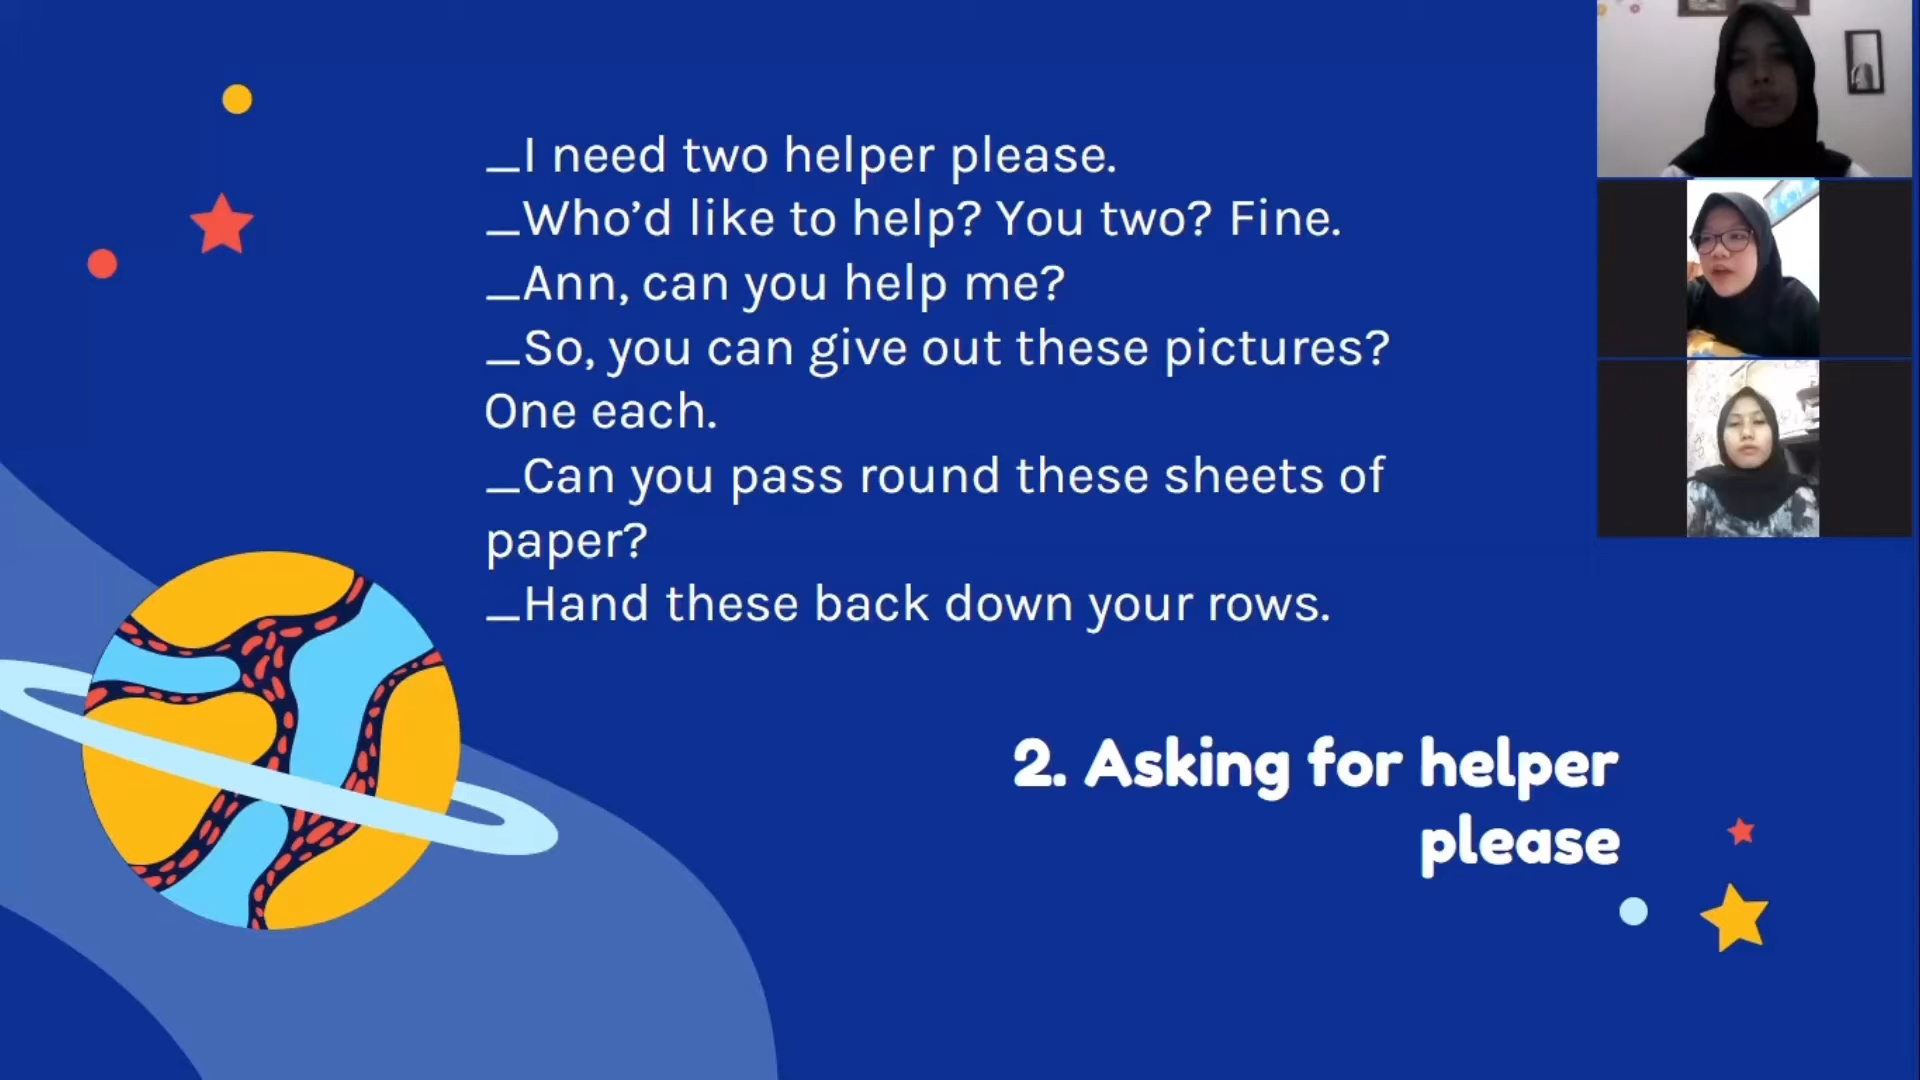 _I need two helper please.
_Who’d like to help? You two? Fine.
_Ann, can you help me?
_So, you can give out these pictures?
One each.
_Can you pass round these sheets of
paper?
_Hand these back down your rows.
2. Asking for helper
please